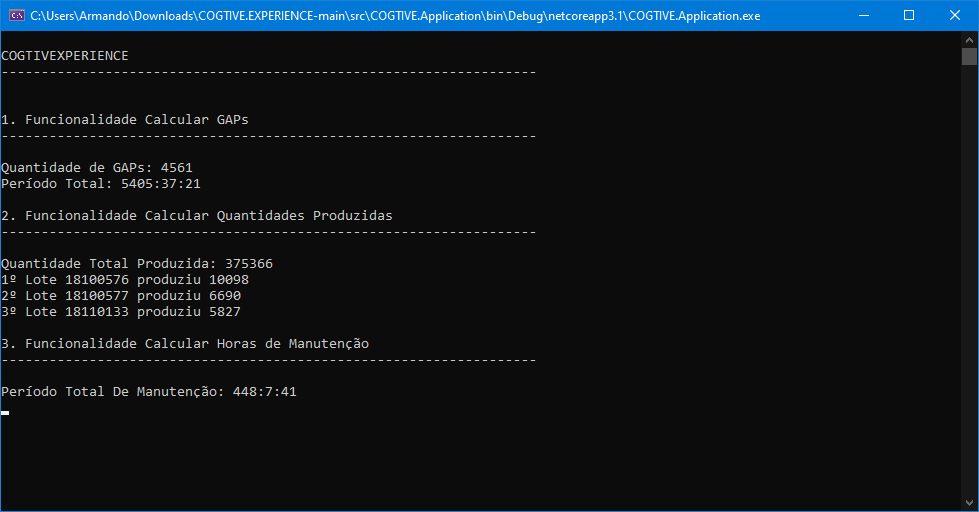 C:\Users\Armando\Downloads\COGTIVE.EXPERIENCE-main\src\COGTIVE.Application\bin\Debug\netcoreapp3.1\COGTIVE.Application.exe
COGTIVEXPERIENCE
-------------------------------------------------------------------
1. Funcionalidade Calcular GAPs
-------------------------------------------------------------------
Quantidade de GAPs: 4561
Período Total: 5405:37:21
2. Funcionalidade Calcular Quantidades Produzidas
-------------------------------------------------------------------
Quantidade Total Produzida: 375366
1º Lote 18100576 produziu 10098
2º Lote 18100577 produziu 6690
3º Lote 18110133 produziu 5827
3. Funcionalidade Calcular Horas de Manutenção
-------------------------------------------------------------------
Período Total De Manutenção: 448:7:41